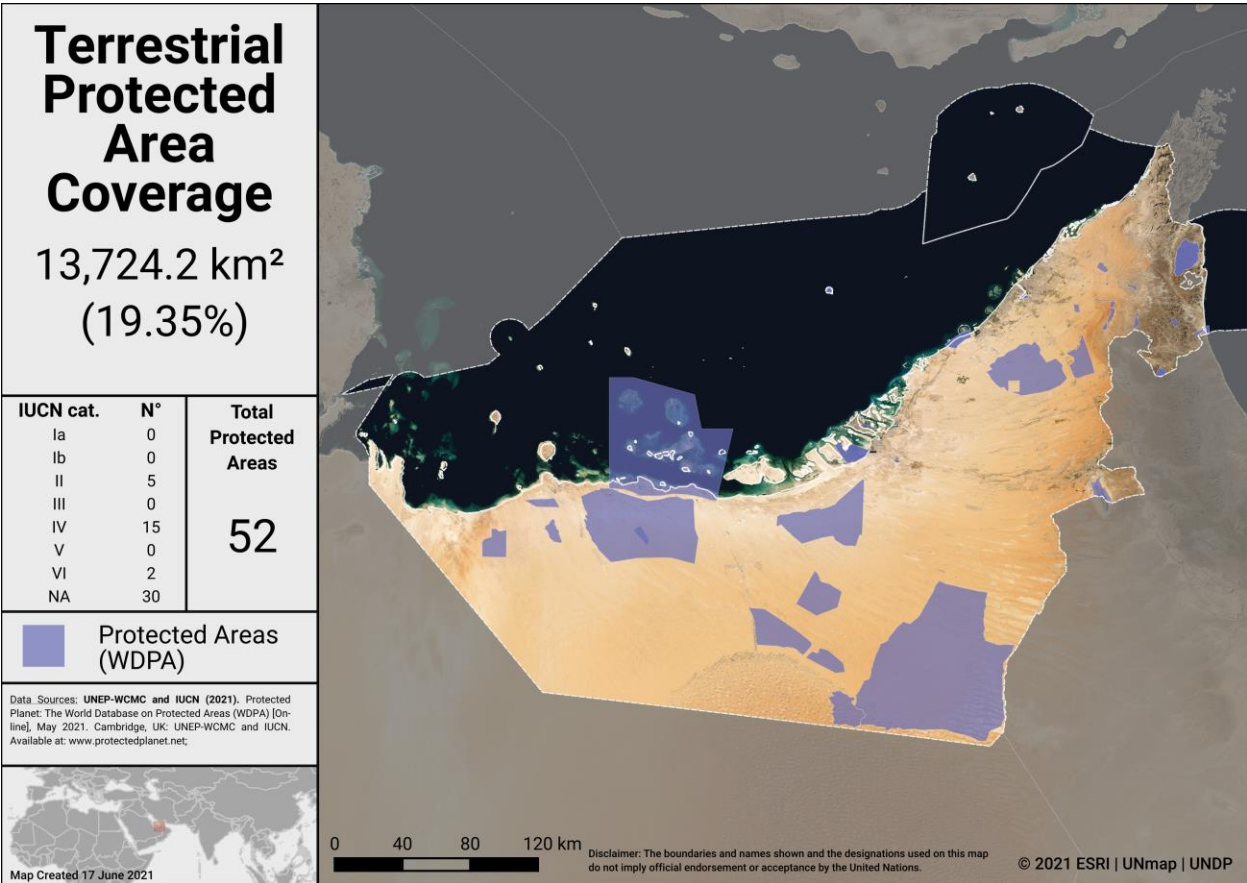 Terrestrial
Protected
Area
Coverage
13,724.2 km²
(19.35%)
IUCN cat. N°
Ia 0
Ib 0
II 5
III 0
IV 15
V 0
VI 2
NA 30
Total
Protected
Areas
52
Protected Areas
(WDPA)
Data Sources: UNEP-WCMC and IUCN (2021). Protected
Planet: The World Database on Protected Areas (WDPA) [On-
line], May 2021. Cambridge, UK: UNEP-WCMC and IUCN.
Available at: www.protectedplanet.net;
Map Created 17 June 2021
0 40 80 120 km
Disclaimer: The boundaries and names shown and the designations used on this map
do not imply official endorsement or acceptance by the United Nations.
© 2021 ESRI | UNmap | UNDP